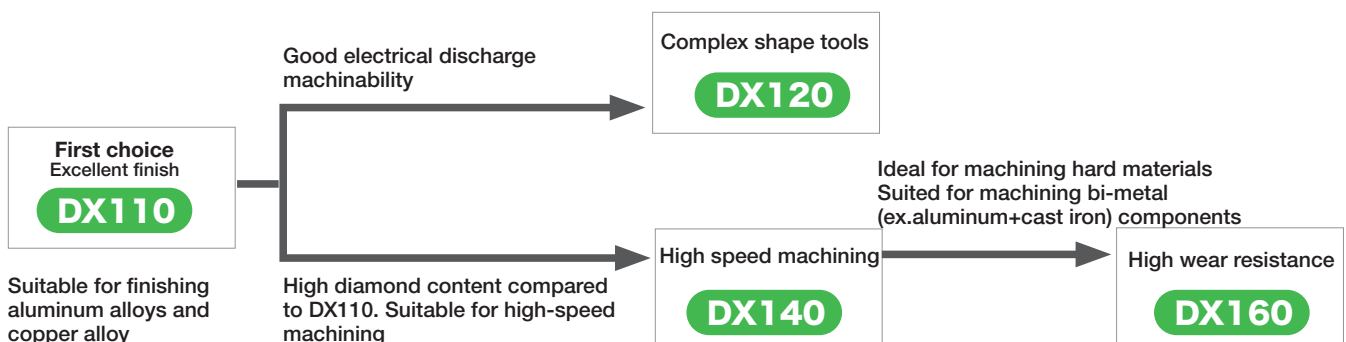 First choice
Excellent finish
DX110
Suitable for finishing
aluminum alloys and
copper alloy
Good electrical discharge
machinability
Complex shape tools
DX120
High diamond content compared
to DX110. Suitable for high-speed
machining
High speed machining
DX140
Ideal for machining hard materials
Suited for machining bi-metal
(ex.aluminum+cast iron) components
High wear resistance
DX160